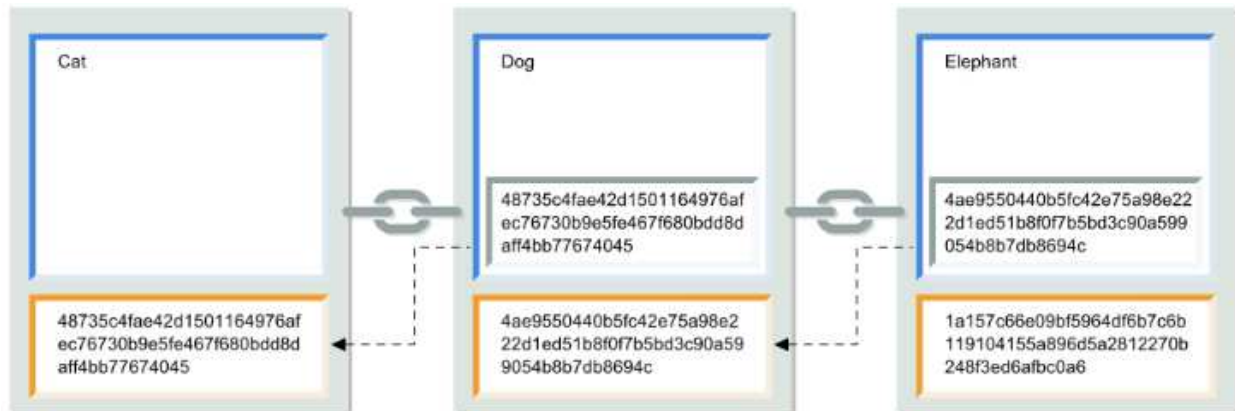 Cat
48735c4fae42d1501164976af
ec76730b9e5fe467f680bdd8d
aff4bb77674045
Dog
48735c4fae42d1501164976af
ec76730b9e5fe467f680bdd8d
aff4bb77674045
4ae9550440b5fc42e75a98e2
22d1ed51b8f0f7b5bd3c90a59
9054b8b7db8694c
Elephant
4ae9550440b5fc42e75a98e22
2d1ed51b8f0f7b5bd3c90a599
054b8b7db8694c
1a157c66e09bf5964df6b7c6b
119104155a896d5a2812270b
248f3ed6afbc0a6